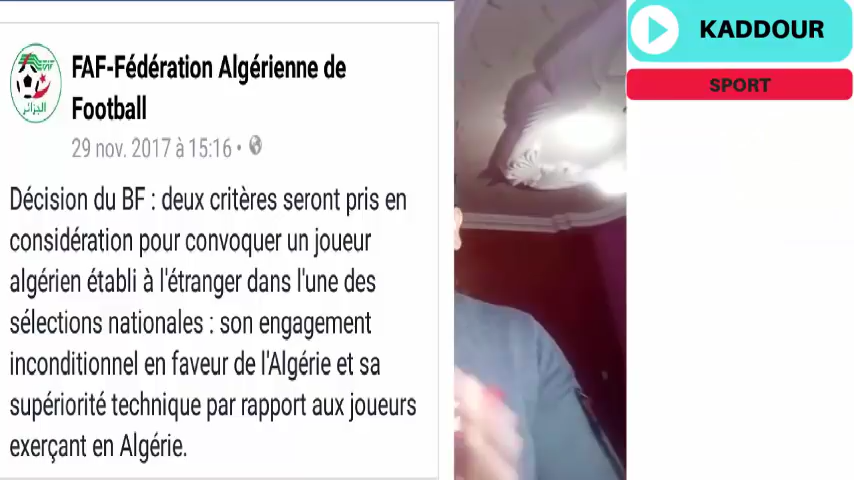 FAF-Fédération Algérienne de
Football
29 nov. 2017 à 15:16
Décision du BF : deux critères seront pris en
considération pour convoquer un joueur
algérien établi à l'étranger dans l'une des
sélections nationales : son engagement
inconditionnel en faveur de l'Algérie et sa
supériorité technique par rapport aux joueurs
exerçant en Algérie.
الجزائر
KADDOUR
SPORT